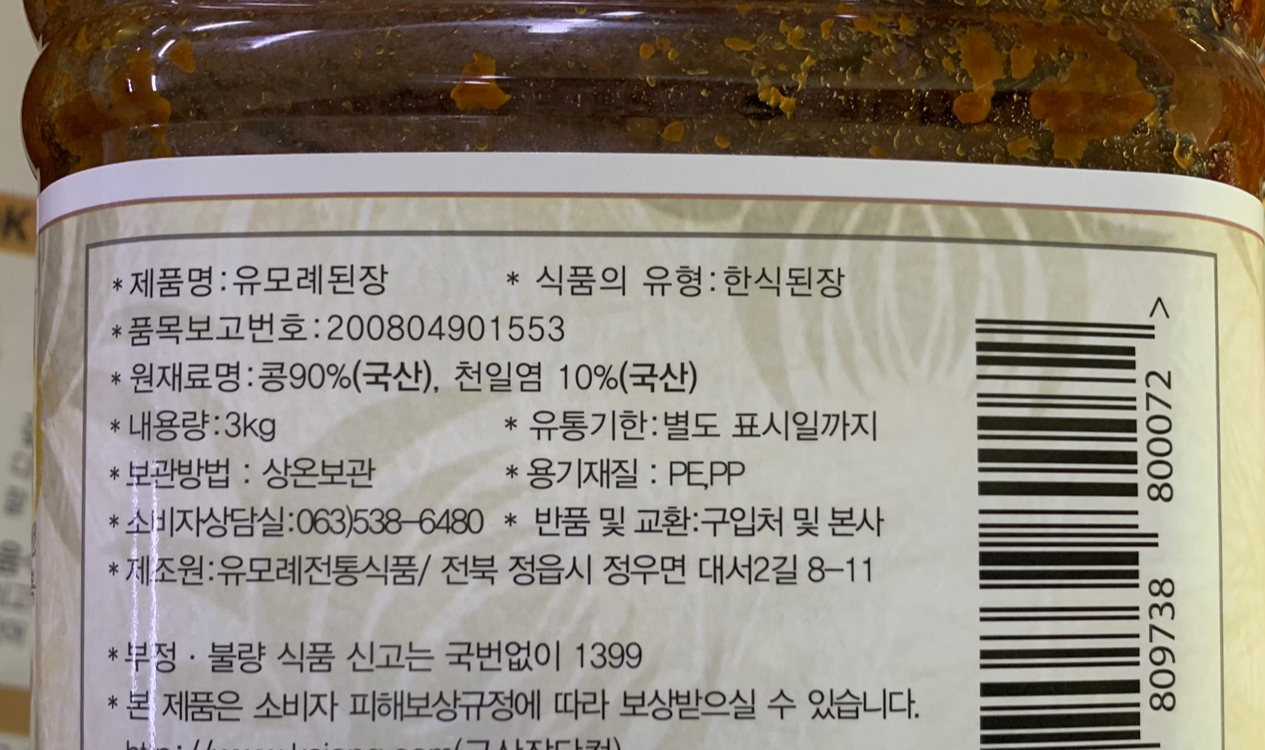 *제품명:유모례된장 * 식품의 유형:한식된장
*품목보고번호:200804901553
*원재료명:콩90%(국산), 천일염 10%(국산)
*내용량:3kg * 유통기한:별도 표시일까지
*보관방법 : 상온보관 *용기재질 : PE,PP
*소비자상담실:063)538-6480 * 반품 및 교환:구입처 및 본사
*제조원:유모례전통식품/ 전북 정읍시 정우면 대서2길 8-11
*부정 · 불량 식품 신고는 국번없이 1399
*본 제품은 소비자 피해보상규정에 따라 보상받으실 수 있습니다.
809738 800072 >
K